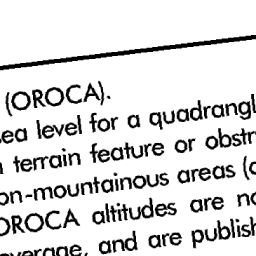 (OROCA).
sea level for a quadrangl
terrain feature or obstr
on-mountainous areas (
OROCA altitudes are no
overage, and are publish